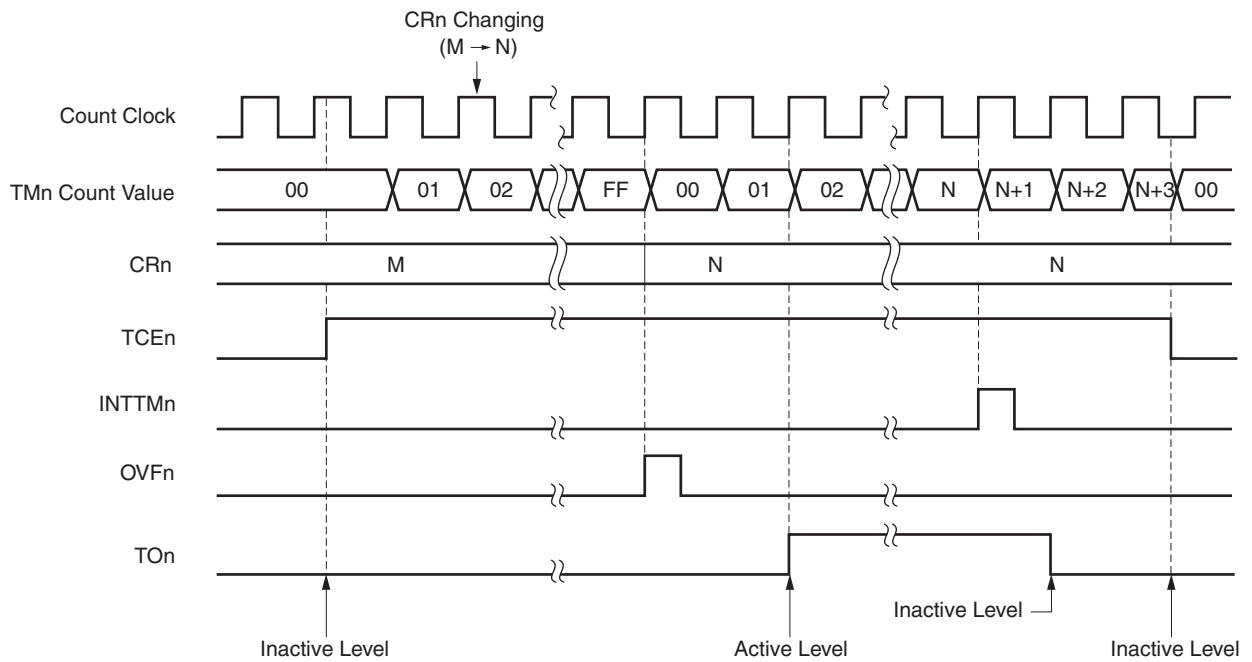 CRn Changing
(M → N)
Count Clock
TMn Count Value
00 01 02 FF 00 01 02 N N+1 N+2 N+3 00
CRn
M N N
TCEn
INTTMn
OVFn
TOn
Inactive Level
Inactive Level Active Level Inactive Level